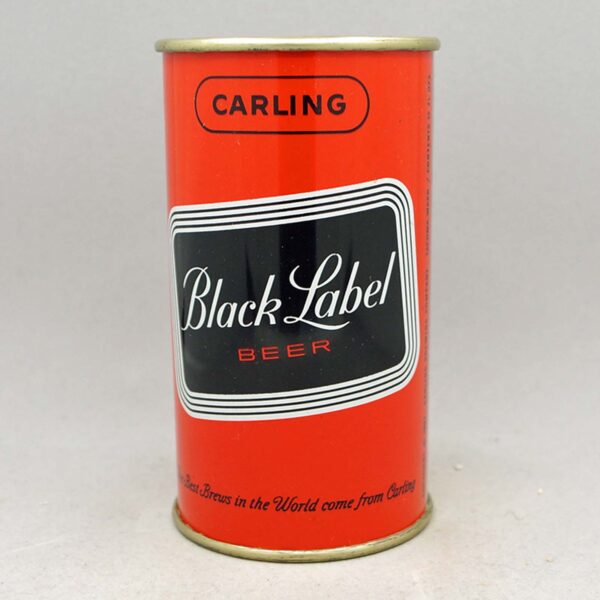 CARLING
Black Label
BEER
Best Brews in the World come from Carling